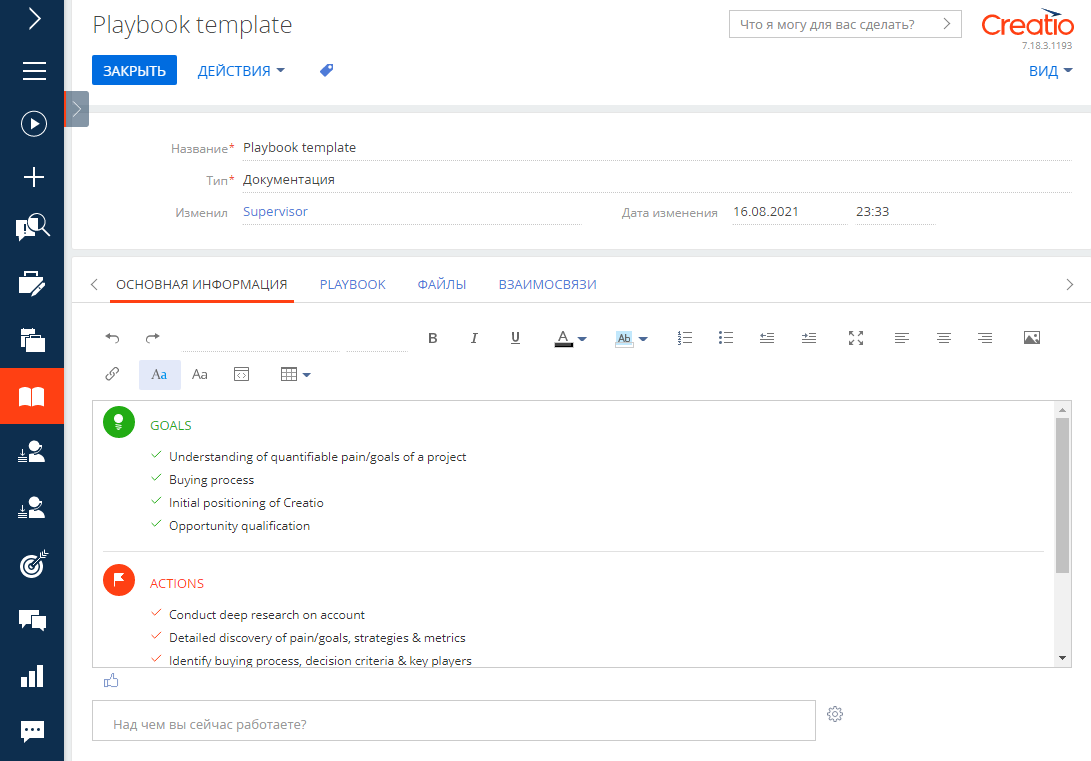 Playbook template
Что я могу для вас сделать?
Creatio
7.18.3.1193
ЗАКРЫТЬ
ДЕЙСТВИЯ
ВИД
Название* Playbook template
Тип* Документация
Изменил Supervisor Дата изменения 16.08.2021 23:33
ОСНОВНАЯ ИНФОРМАЦИЯ PLAYBOOK ФАЙЛЫ ВЗАИМОСВЯЗИ
B I U A Ab
Aa Aa
GOALS
Understanding of quantifiable pain/goals of a project
Buying process
Initial positioning of Creatio
Opportunity qualification
ACTIONS
Conduct deep research on account
Detailed discovery of pain/goals, strategies & metrics
Identify buying process, decision criteria & key players
Над чем вы сейчас работаете?